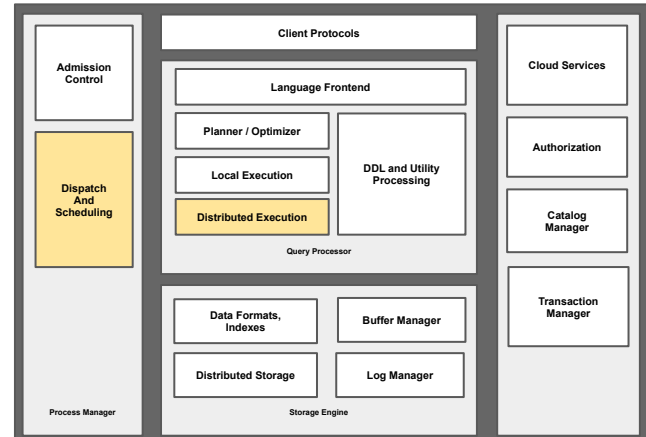 Admission
Control
Dispatch
And
Scheduling
Process Manager
Client Protocols
Language Frontend
Planner / Optimizer
Local Execution
Distributed Execution
DDL and Utility
Processing
Query Processor
Data Formats,
Indexes
Buffer Manager
Distributed Storage
Log Manager
Storage Engine
Cloud Services
Authorization
Catalog
Manager
Transaction
Manager